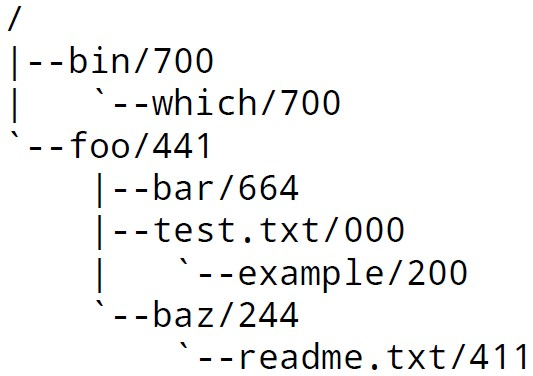 /
|--bin/700
|   `--which/700
`--foo/441
    |--bar/664
    |--test.txt/000
    |   `--example/200
    `--baz/244
        `--readme.txt/411